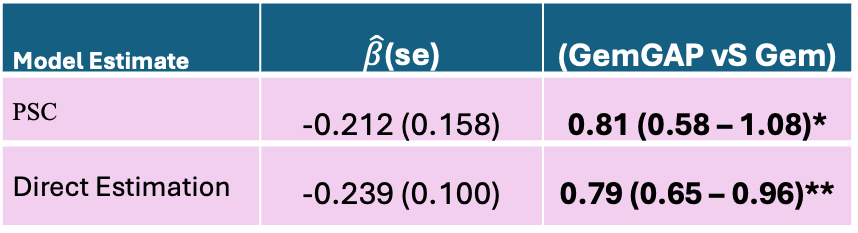 Model Estimate β̂(se) (GemGAP vS Gem)
PSC -0.212 (0.158) 0.81 (0.58 – 1.08)*
Direct Estimation -0.239 (0.100) 0.79 (0.65 – 0.96)**